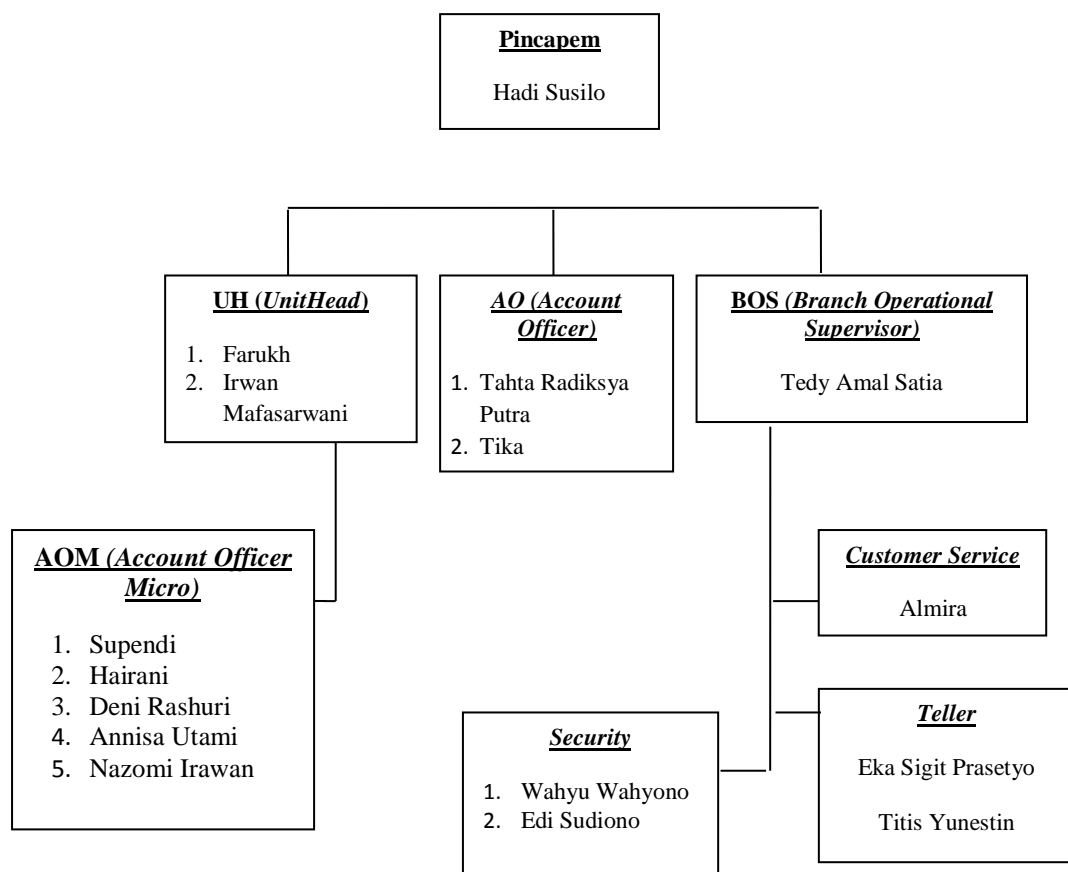 Pincapem
Hadi Susilo
UH (UnitHead)
1. Farukh
2. Irwan
Mafasarwani
AO (Account
Officer)
1. Tahta Radiksya
Putra
2. Tika
BOS (Branch Operational
Supervisor)
Tedy Amal Satia
AOM (Account Officer
Micro)
1. Supendi
2. Hairani
3. Deni Rashuri
4. Annisa Utami
5. Nazomi Irawan
Customer Service
Almira
Security
1. Wahyu Wahyono
2. Edi Sudiono
Teller
Eka Sigit Prasetyo
Titis Yunestin